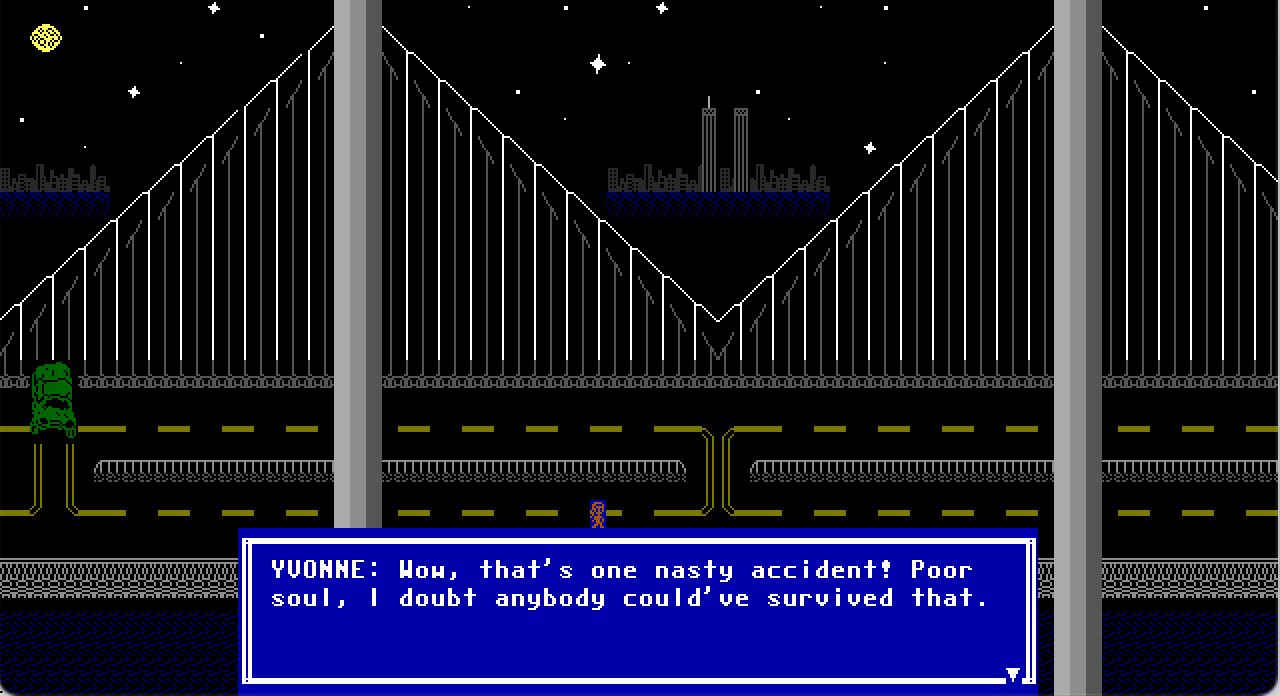 YVONNE: Wow, that's one nasty accident! Poor
soul, I doubt anybody could've survived that.